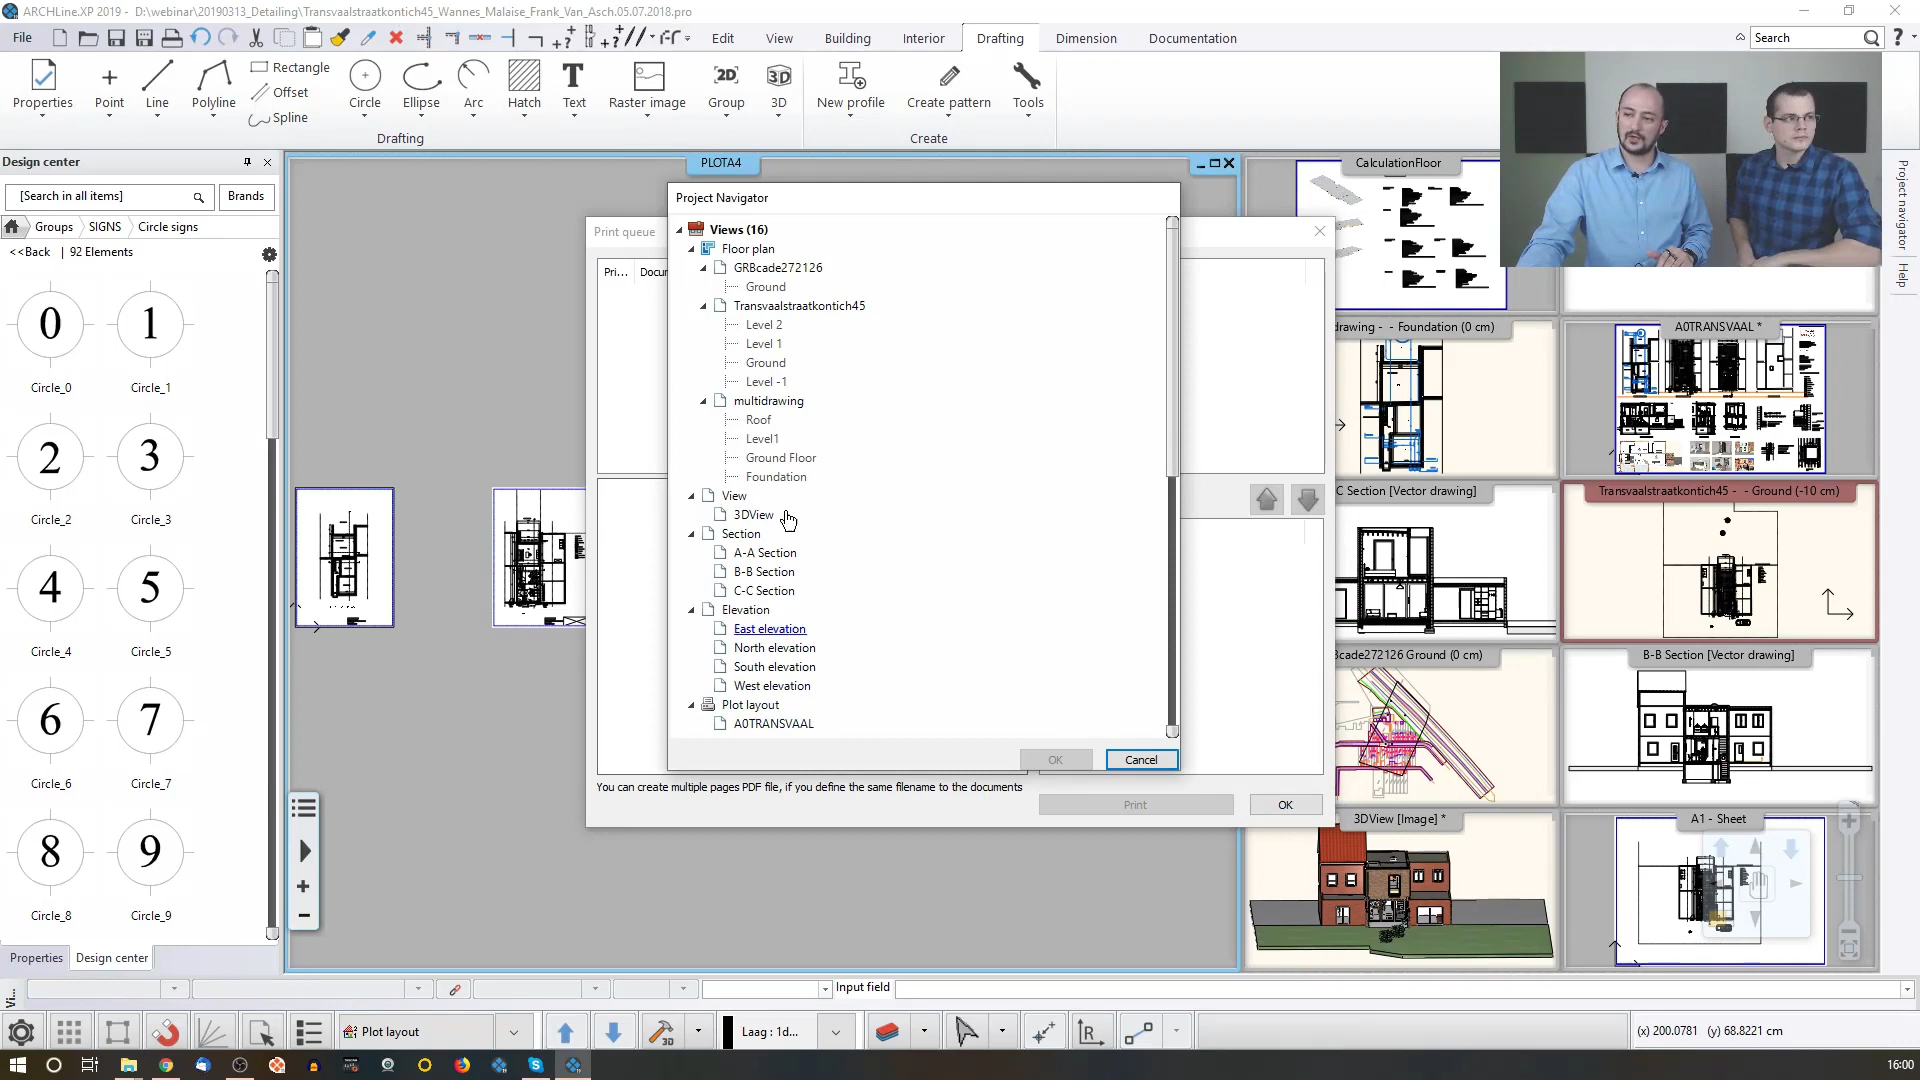 ARCHLine.XP 2019 - D:\webinar\20190313_Detailing\Transvaalstraatkontich45_Wannes_Malaise_Frank_Van_Asch.05.07.2018.pro
File
Edit
View
Building
Interior
Drafting
Dimension
Documentation
Search
?
Properties
Point
Line
Polyline
Rectangle
Offset
Spline
Circle
Ellipse
Arc
Hatch
Text
Raster image
Group
3D
New profile
Create pattern
Tools
Drafting
Create
Design center
[Search in all items]
Brands
Groups
SIGNS
Circle signs
<<Back | 92 Elements
0
1
Circle_0
Circle_1
2
3
Circle_2
Circle_3
4
5
Circle_4
Circle_5
6
7
Circle_6
Circle_7
8
9
Circle_8
Circle_9
Properties
Design center
PLOTA4
Print queue
Pri...
Docu
Project Navigator
Views (16)
Floor plan
GRBcade272126
Ground
Transvaalstraatkontich45
Level 2
Level 1
Ground
Level -1
multidrawing
Roof
Level1
Ground Floor
Foundation
View
3DView
Section
A-A Section
B-B Section
C-C Section
Elevation
East elevation
North elevation
South elevation
West elevation
Plot layout
A0TRANSVAAL
OK
Cancel
You can create multiple pages PDF file, if you define the same filename to the documents
Print
OK
CalculationFloor
drawing - - Foundation (0 cm)
A0TRANSVAAL *
C Section [Vector drawing]
Transvaalstraatkontich45 - - Ground (-10 cm)
cade272126 Ground (0 cm)
B-B Section [Vector drawing]
3DView [Image] *
A1 - Sheet
Project navigator
Help
Vi...
Input field
Plot layout
Laag : 1d...
(x) 200.0781 (y) 68.8221 cm
16:00